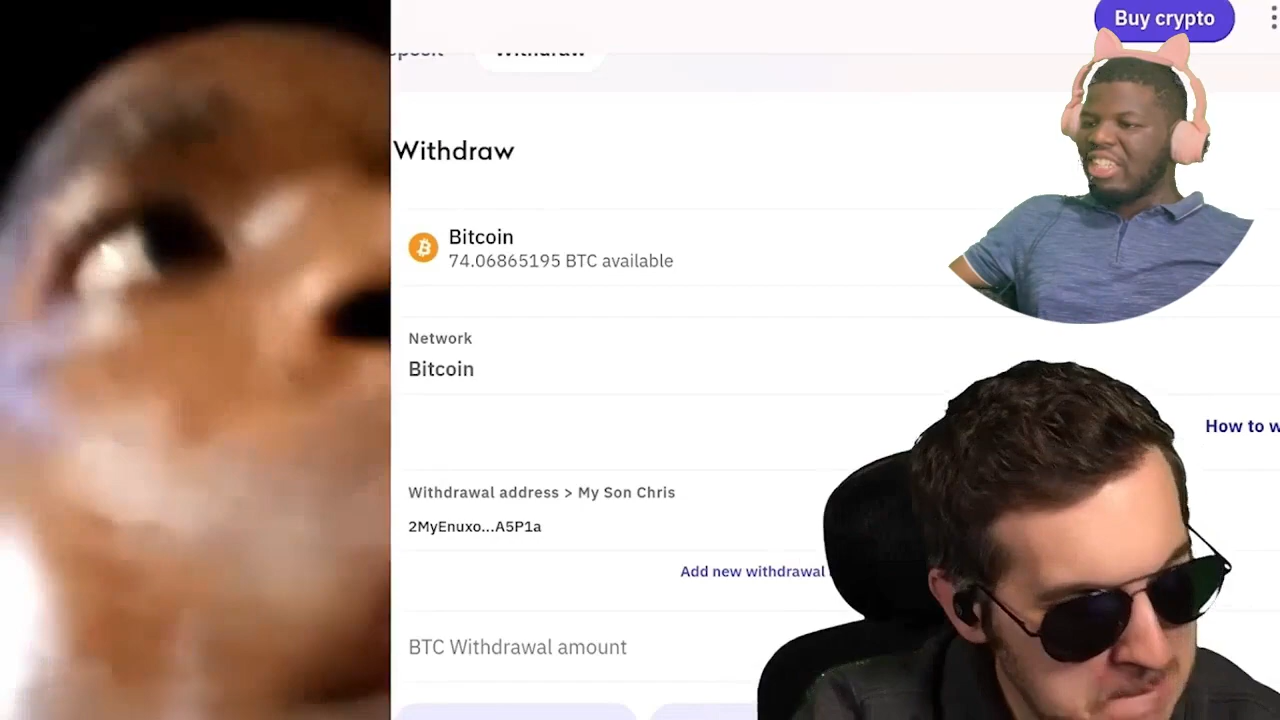 Buy crypto
Withdraw
Withdraw
Bitcoin
74.06865195 BTC available
Network
Bitcoin
How to w
Withdrawal address > My Son Chris
2MyEnuxo...A5P1a
Add new withdrawal
BTC Withdrawal amount